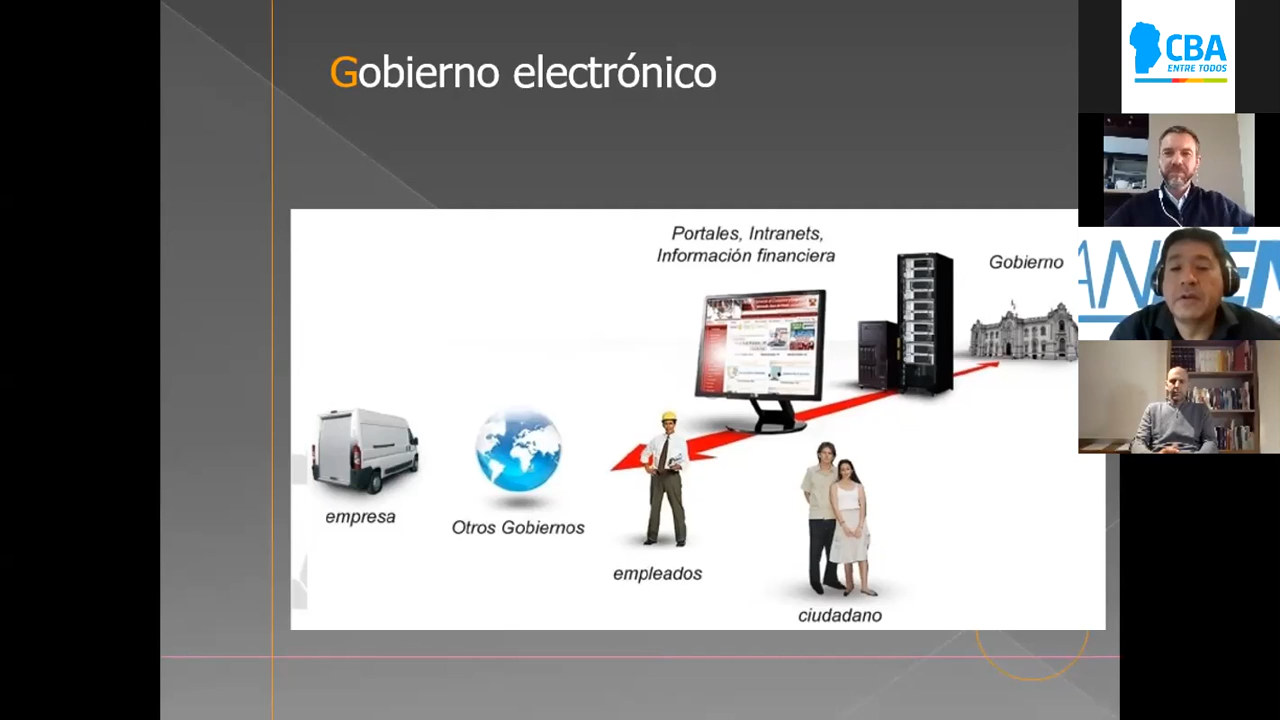 Gobierno electrónico
CBA
ENTRE TODOS
Portales, Intranets,
Información financiera
Gobierno
empresa
Otros Gobiernos
empleados
ciudadano